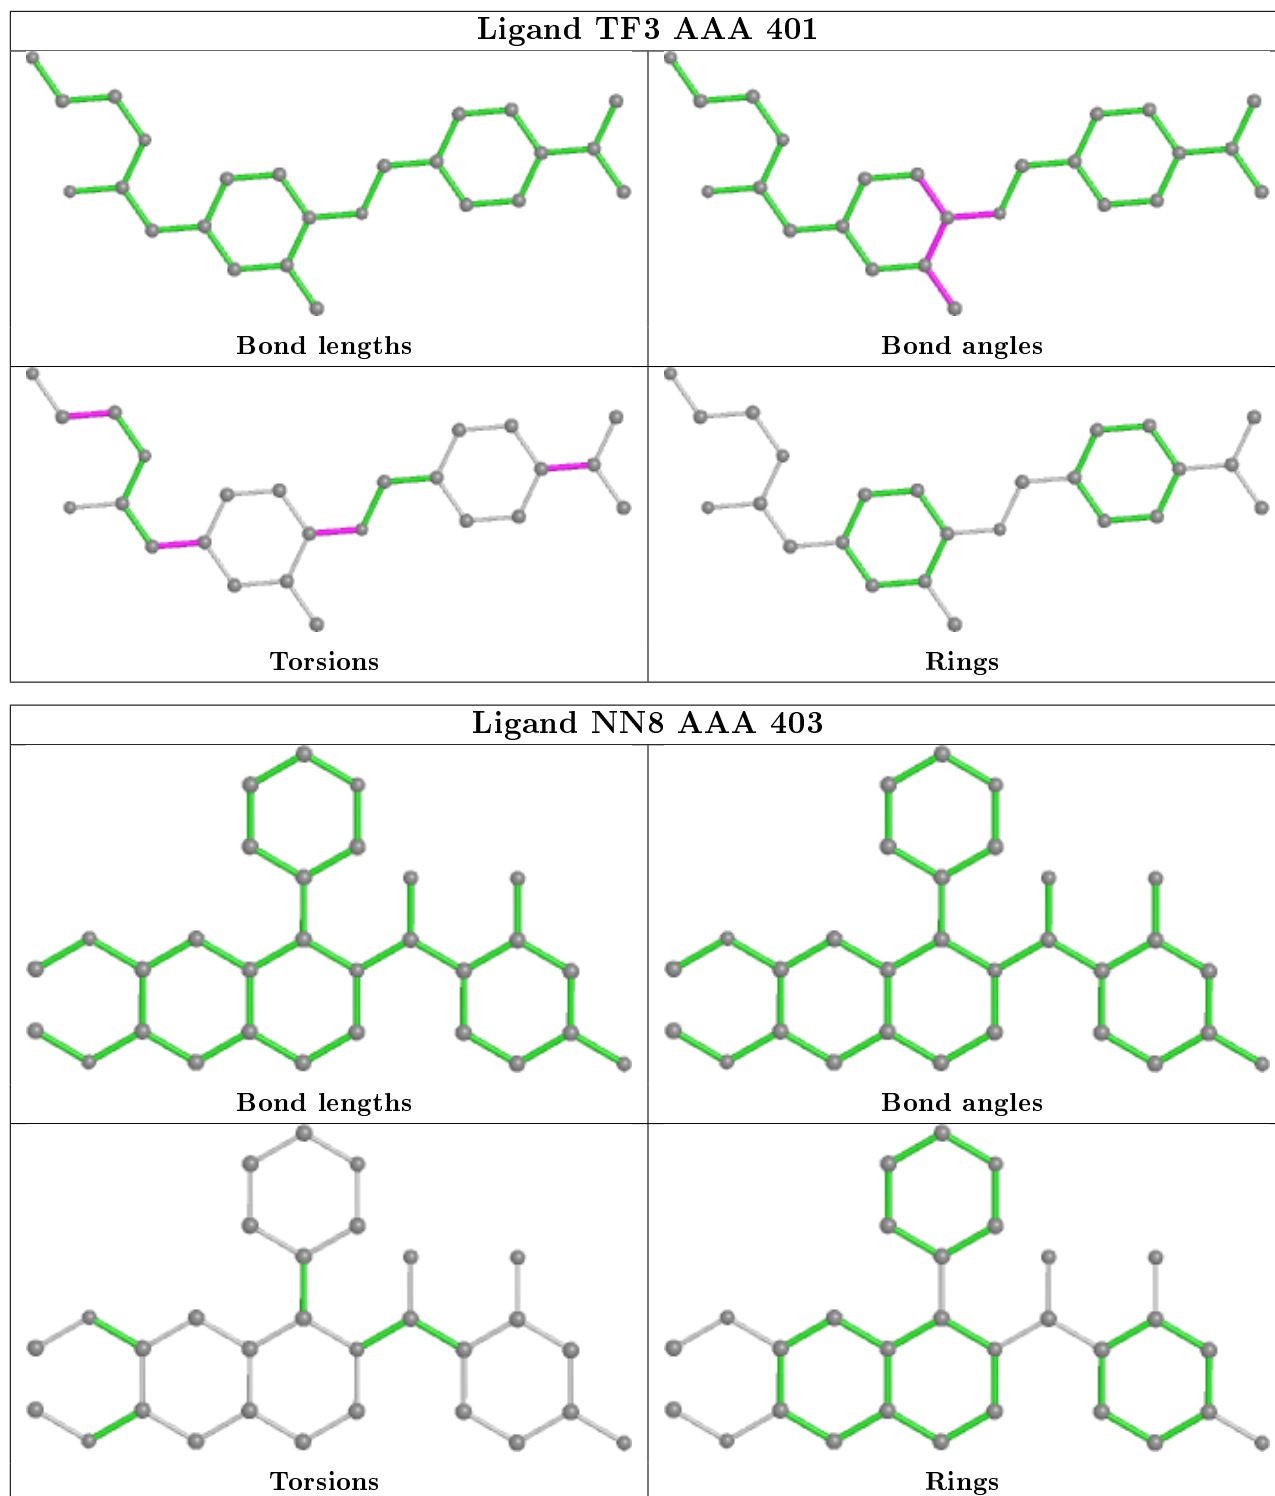 Ligand TF3 AAA 401
Bond lengths
Bond angles
Torsions
Rings
Ligand NN8 AAA 403
Bond lengths
Bond angles
Torsions
Rings